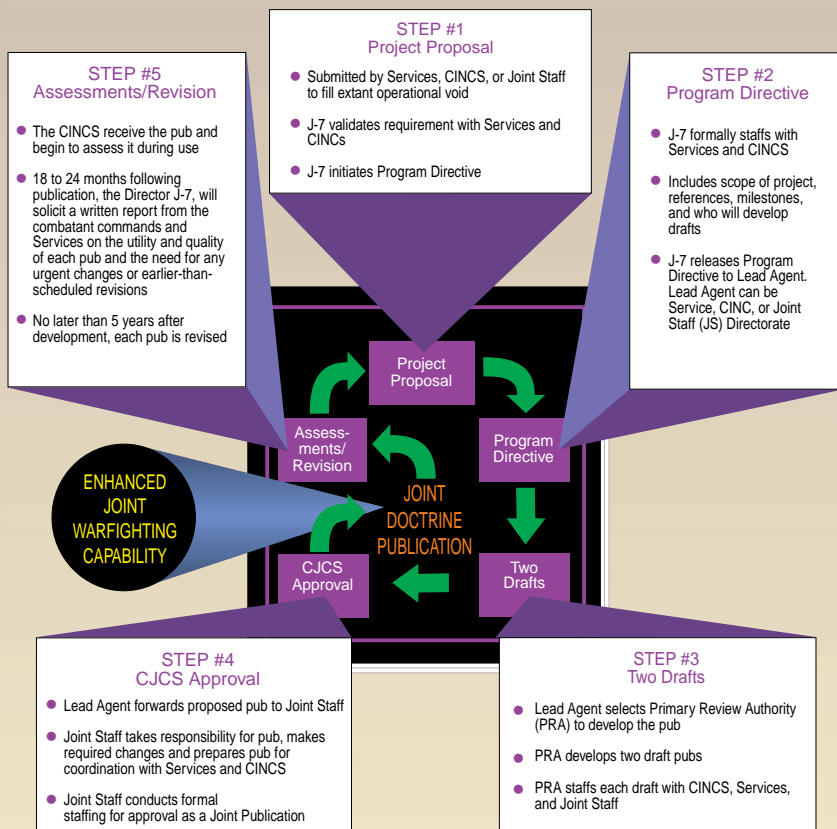 STEP #1
Project Proposal
● Submitted by Services, CINCS, or Joint Staff
to fill extant operational void
● J-7 validates requirement with Services and
CINCs
● J-7 initiates Program Directive
STEP #2
Program Directive
● J-7 formally staffs with
Services and CINCS
● Includes scope of project,
references, milestones,
and who will develop
drafts
● J-7 releases Program
Directive to Lead Agent.
Lead Agent can be
Service, CINC, or Joint
Staff (JS) Directorate
STEP #5
Assessments/Revision
● The CINCS receive the pub and
begin to assess it during use
● 18 to 24 months following
publication, the Director J-7, will
solicit a written report from the
combatant commands and
Services on the utility and quality
of each pub and the need for any
urgent changes or earlier-than-
scheduled revisions
● No later than 5 years after
development, each pub is revised
Project
Proposal
Assess-
ments/
Revision
Program
Directive
ENHANCED
JOINT
WARFIGHTING
CAPABILITY
JOINT
DOCTRINE
PUBLICATION
CJCS
Approval
Two
Drafts
STEP #4
CJCS Approval
● Lead Agent forwards proposed pub to Joint Staff
● Joint Staff takes responsibility for pub, makes
required changes and prepares pub for
coordination with Services and CINCS
● Joint Staff conducts formal
staffing for approval as a Joint Publication
STEP #3
Two Drafts
● Lead Agent selects Primary Review Authority
(PRA) to develop the pub
● PRA develops two draft pubs
● PRA staffs each draft with CINCS, Services,
and Joint Staff